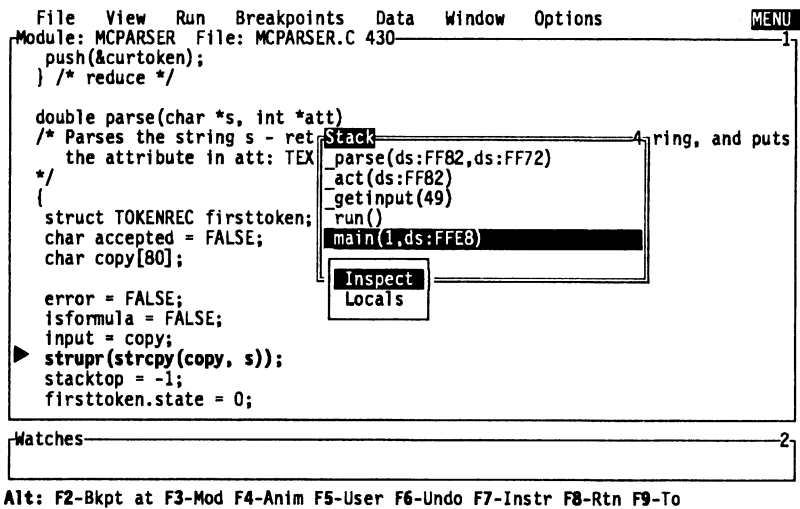 File View Run Breakpoints Data Window Options MENU
Module: MCPARSER File: MCPARSER.C 430 1
push(&curtoken);
} /* reduce */
double parse(char *s, int *att)
/* Parses the string s - ret
the attribute in att: TEX
*/
{
struct TOKENREC firsttoken;
char accepted = FALSE;
char copy[80];
error = FALSE;
isformula = FALSE;
input = copy;
strupr(strcpy(copy, s));
stacktop = -1;
firsttoken.state = 0;
Stack 4
ring, and puts
_parse(ds:FF82,ds:FF72)
_act(ds:FF82)
_getinput(49)
_run()
_main(1,ds:FFE8)
Inspect
Locals
Watches 2
Alt: F2-Bkpt at F3-Mod F4-Anim F5-User F6-Undo F7-Instr F8-Rtn F9-To